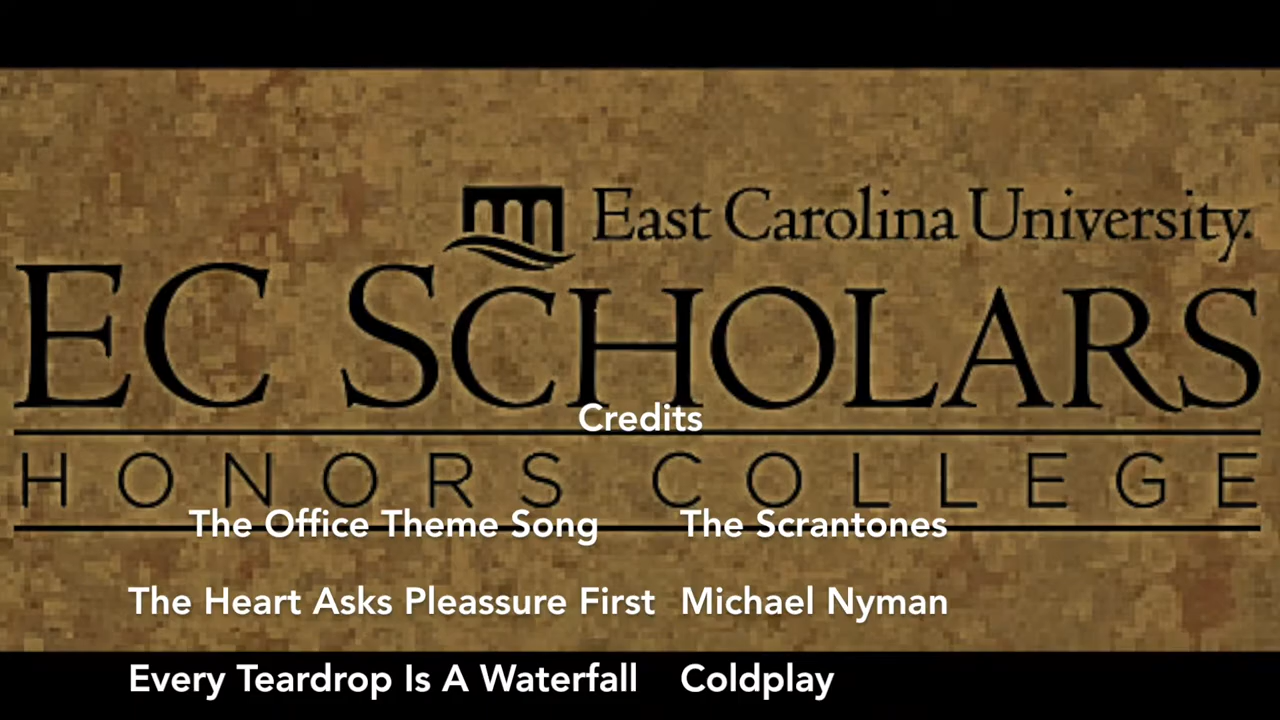 East Carolina University.
EC SCHOLARS
Credits
HONORS COLLEGE
The Office Theme Song The Scrantones
The Heart Asks Pleassure First Michael Nyman
Every Teardrop Is A Waterfall Coldplay